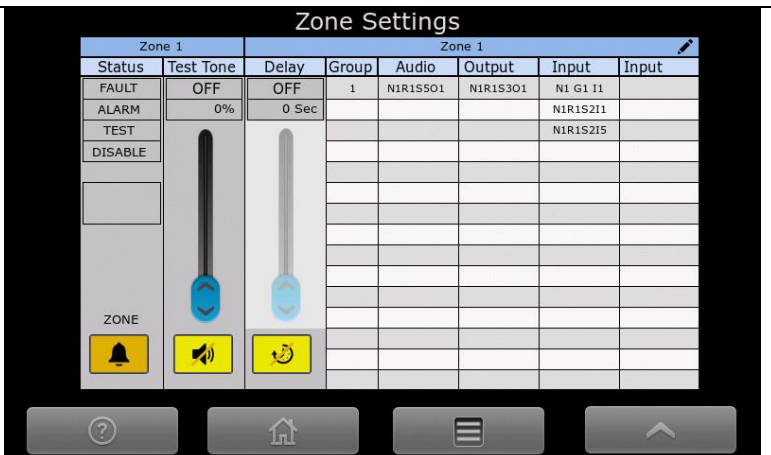 Zone Settings
Zone 1 Zone 1
Status Test Tone Delay Group Audio Output Input Input
FAULT OFF OFF 1 N1R1S5O1 N1R1S3O1 N1 G1 I1
ALARM 0% 0 Sec N1R1S2I1
TEST N1R1S2I5
DISABLE
ZONE
?